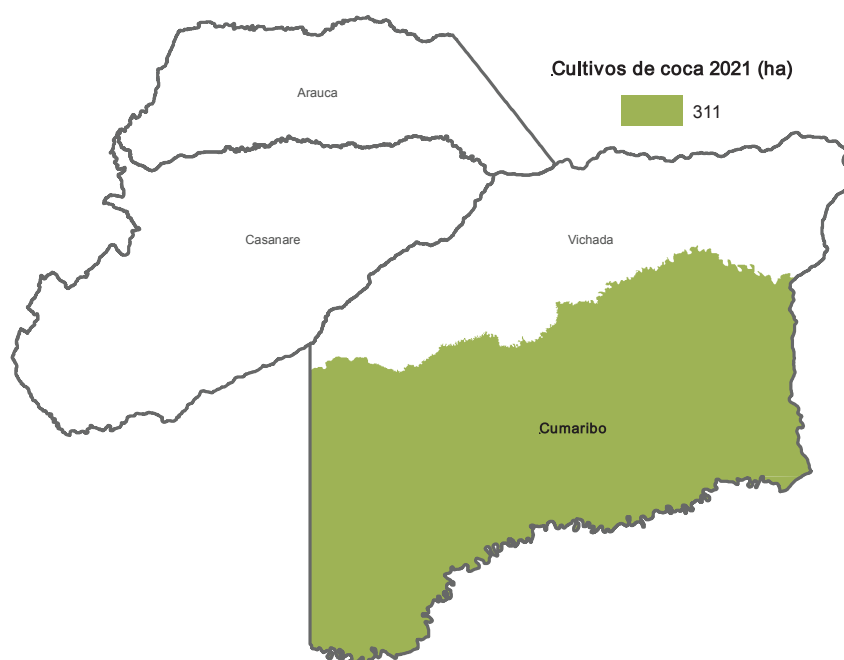 Cultivos de coca 2021 (ha)
311
Arauca
Casanare
Vichada
Cumaribo